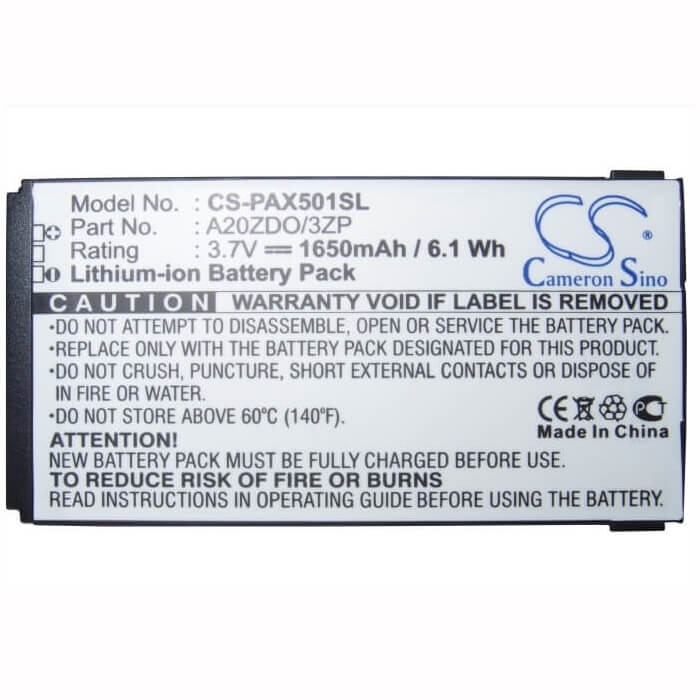 Model No. : CS-PAX501SL
Part No. : A20ZDO/3ZP
Rating : 3.7V 1650mAh / 6.1 Wh
Lithium-ion Battery Pack
CS
®
Cameron Sino
CAUTION
WARRANTY VOID IF LABEL IS REMOVED
•DO NOT ATTEMPT TO DISASSEMBLE, OPEN OR SERVICE THE BATTERY PACK.
•REPLACE WITH BATTERY PACK DESIGNATED FOR THIS PRODUCT.
•DO NOT CRUSH, PUNCTURE, SHORT EXTERNAL CONTACTS OR DISPOSE
IN FIRE OR WATER.
•DO NOT STORE ABOVE 60°C (140°F).
CE
Made In China
ATTENTION!
NEW BATTERY PACK MUST BE FULLY CHARGED BEFORE USE.
TO REDUCE RISK OF FIRE OR BURNS
READ INSTRUCTIONS IN OPERATING GUIDE BEFORE USING BATTERY PACK.